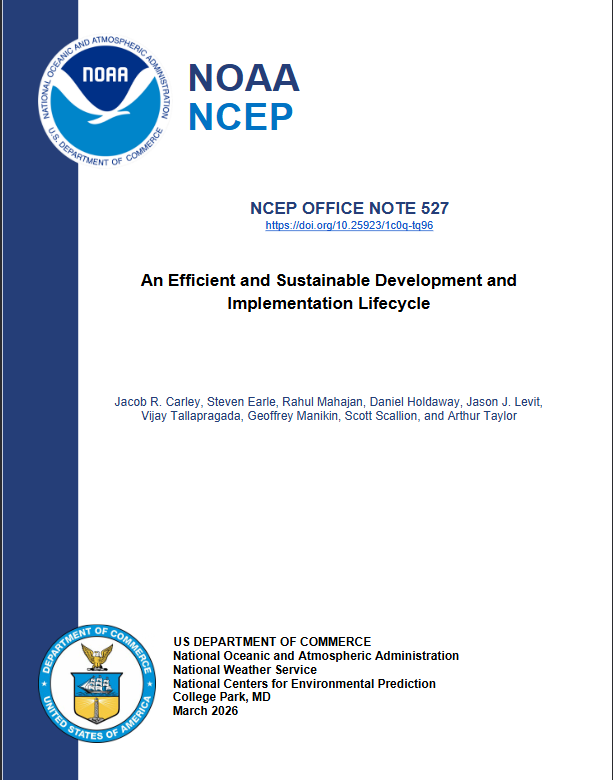 NATIONAL OCEANIC AND ATMOSPHERIC ADMINISTRATION
U.S. DEPARTMENT OF COMMERCE
NOAA
NOAA
NCEP
NCEP OFFICE NOTE 527
https://doi.org/10.25923/1c0q-tq96
An Efficient and Sustainable Development and
Implementation Lifecycle
Jacob R. Carley, Steven Earle, Rahul Mahajan, Daniel Holdaway, Jason J. Levit,
Vijay Tallapragada, Geoffrey Manikin, Scott Scallion, and Arthur Taylor
DEPARTMENT OF COMMERCE
UNITED STATES OF AMERICA
US DEPARTMENT OF COMMERCE
National Oceanic and Atmospheric Administration
National Weather Service
National Centers for Environmental Prediction
College Park, MD
March 2026